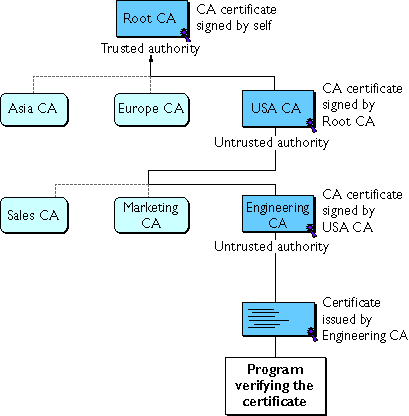 Root CA
CA certificate
signed by self
Trusted authority
Asia CA
Europe CA
USA CA
CA certificate
signed by
Root CA
Untrusted authority
Sales CA
Marketing
CA
Engineering
CA
CA certificate
signed by
USA CA
Untrusted authority
Certificate
issued by
Engineering CA
Program
verifying the
certificate